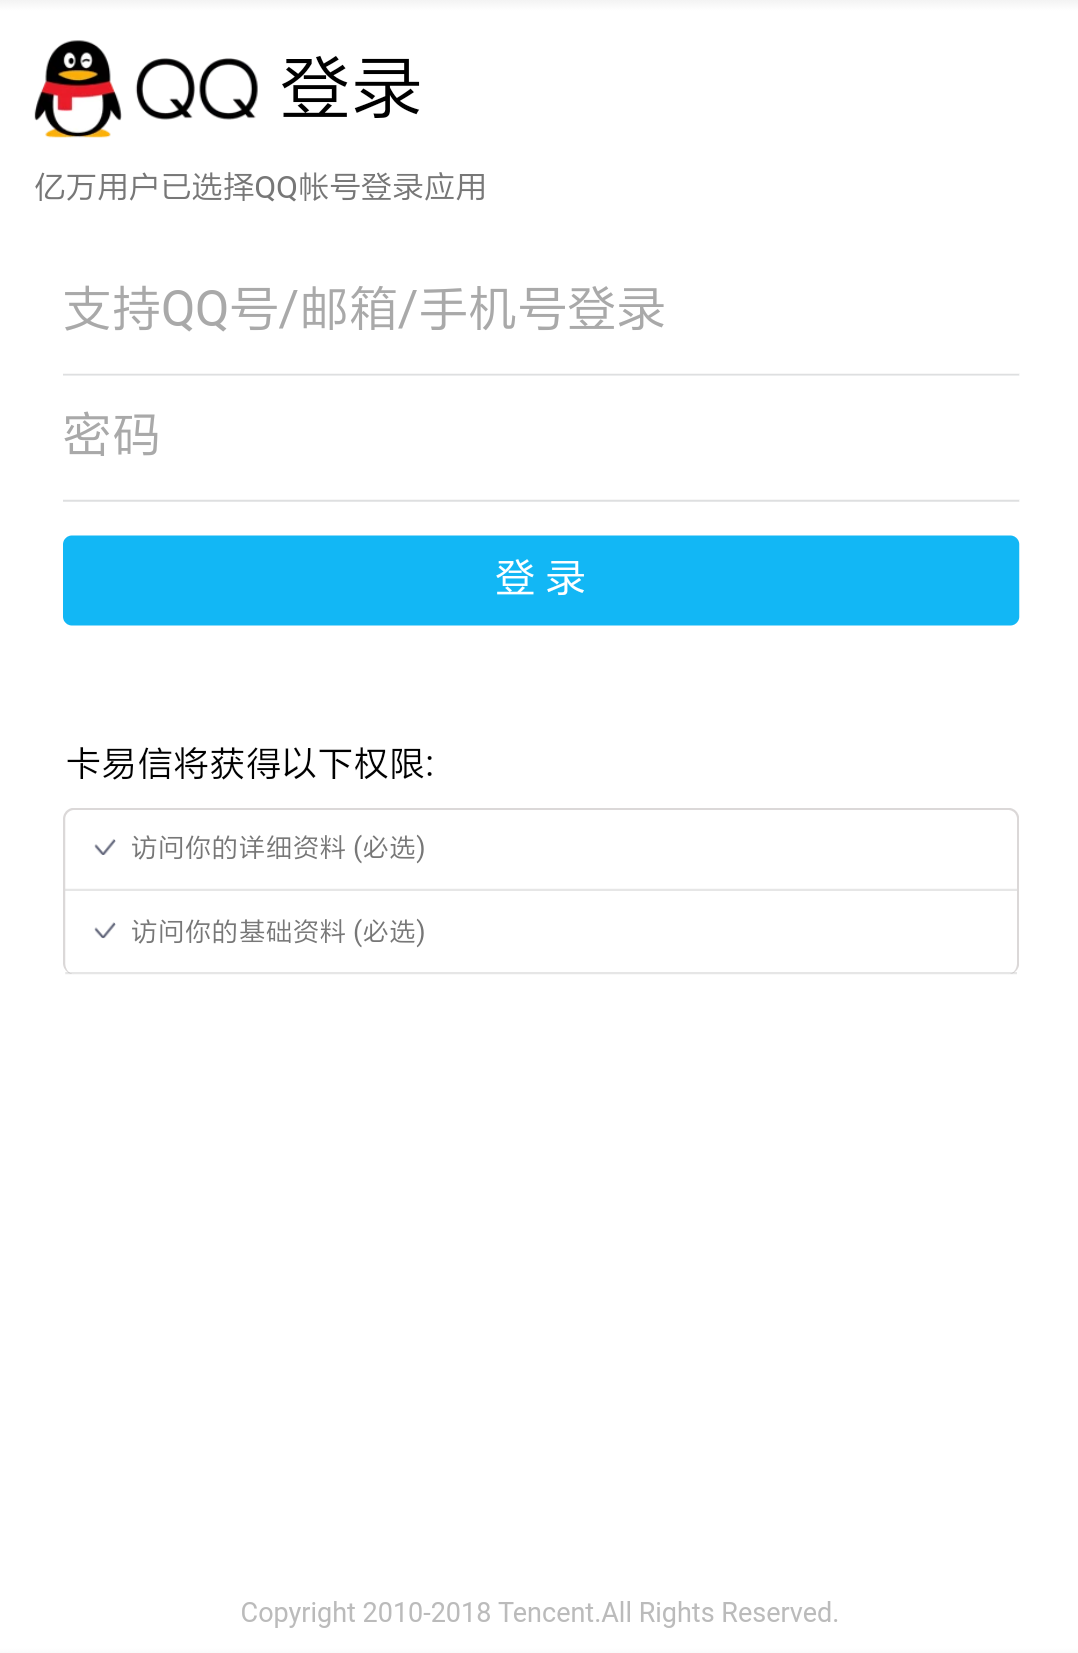 QQ 登录
亿万用户已选择QQ帐号登录应用
支持QQ号/邮箱/手机号登录
密码
登 录
卡易信将获得以下权限:
访问你的详细资料 (必选)
访问你的基础资料 (必选)
Copyright 2010-2018 Tencent.All Rights Reserved.